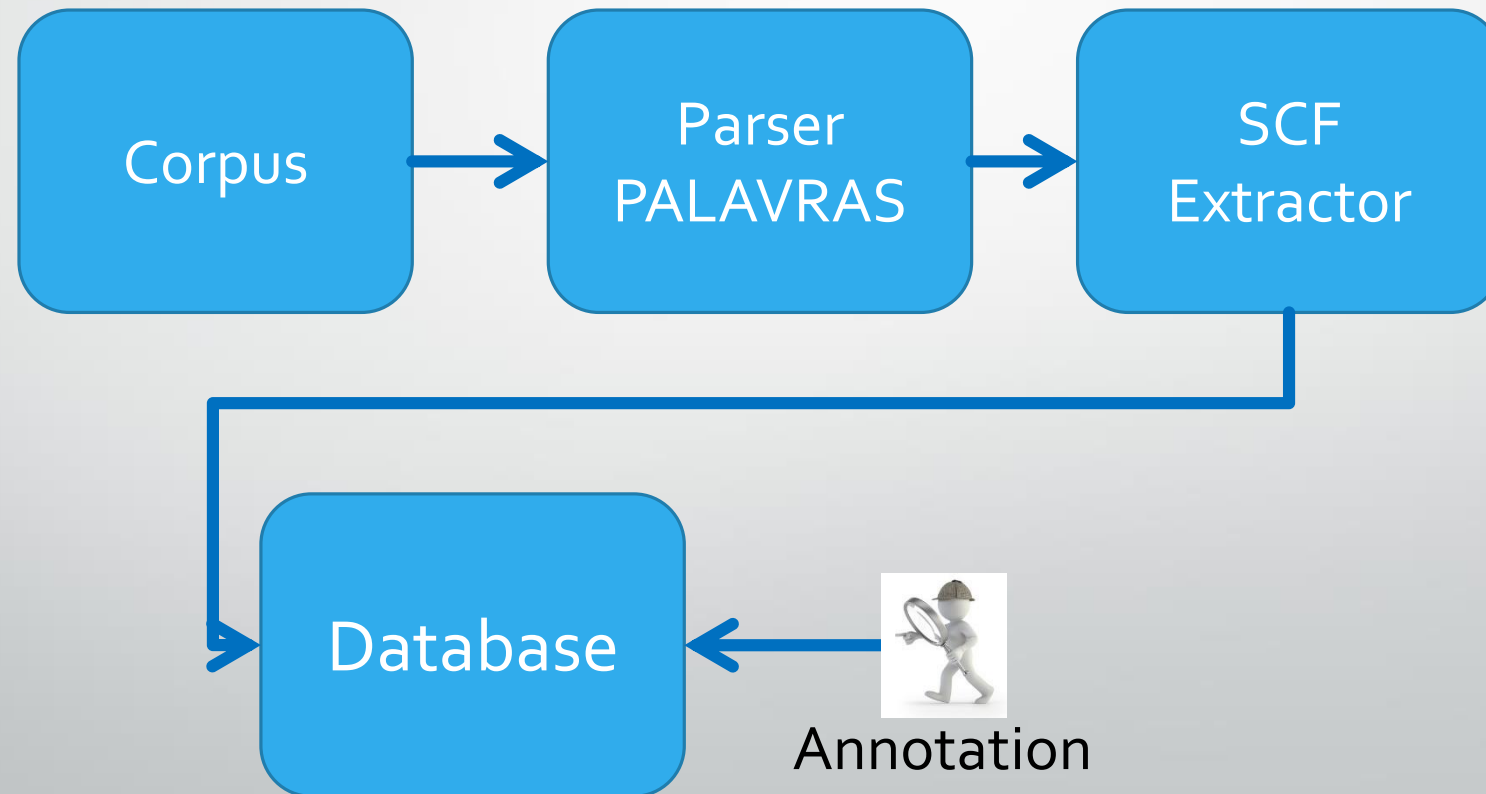 Corpus
Parser
PALAVRAS
SCF
Extractor
Database
Annotation